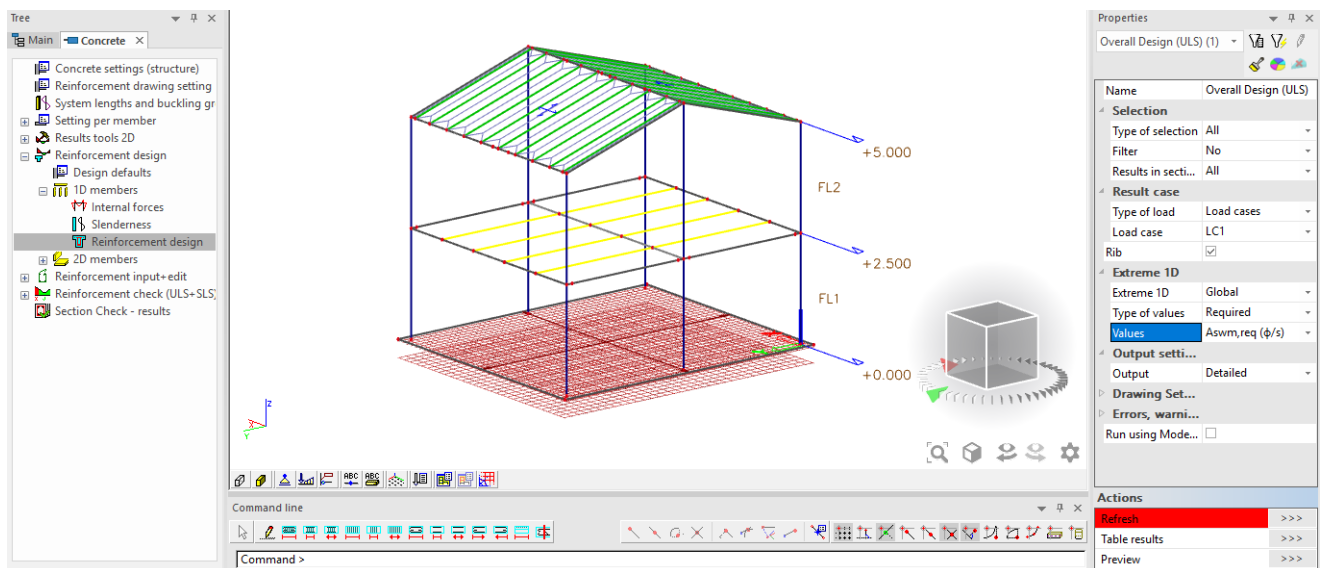 Tree
Main
Concrete
Concrete settings (structure)
Reinforcement drawing setting
System lengths and buckling gr
Setting per member
Results tools 2D
Reinforcement design
Design defaults
1D members
Internal forces
Slenderness
Reinforcement design
2D members
Reinforcement input+edit
Reinforcement check (ULS+SLS)
Section Check - results
+5.000
FL2
+2.500
FL1
+0.000
z
Y
ABC ABC
Command line
Command >
Properties
Overall Design (ULS) (1)
Name Overall Design (ULS)
Selection
Type of selection All
Filter No
Results in secti... All
Result case
Type of load Load cases
Load case LC1
Rib
Extreme 1D
Extreme 1D Global
Type of values Required
Values Aswm,req (ϕ/s)
Output setti...
Output Detailed
Drawing Set...
Errors, warni...
Run using Mode...
Actions
Refresh >>>
Table results >>>
Preview >>>